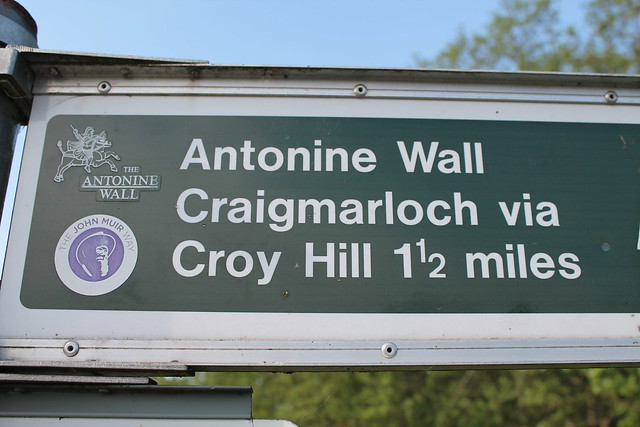 Antonine Wall
Craigmarloch via
Croy Hill 1½ miles
THE
ANTONINE
WALL
THE JOHN MUIR WAY